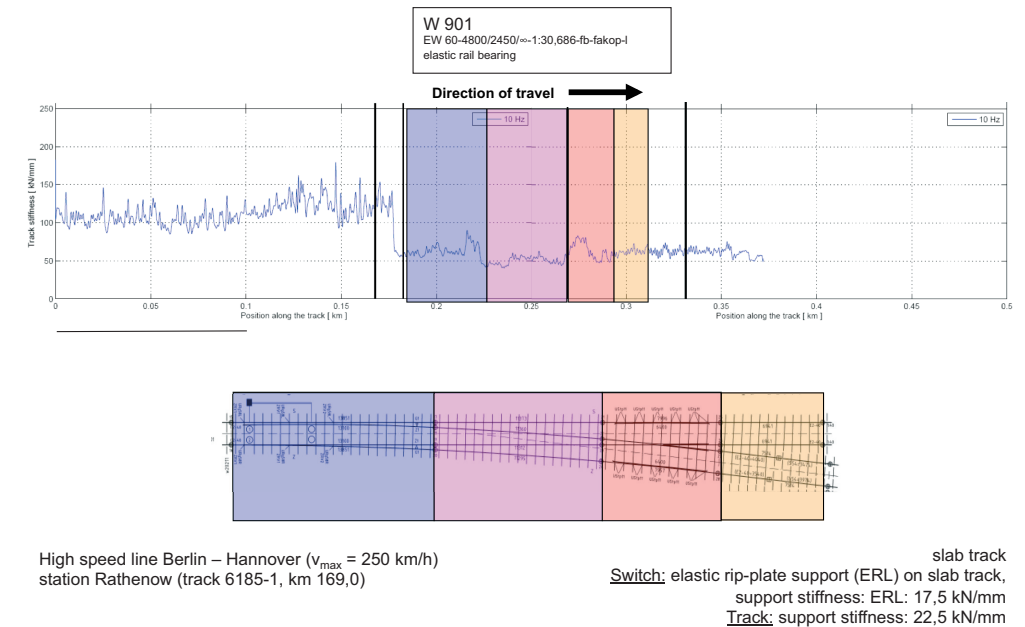 W 901
EW 60-4800/2450/∞-1:30,686-fb-fakop-l
elastic rail bearing
Direction of travel
250
200
150
100
50
0
Track stiffness [ kN/mm ]
10 Hz
10 Hz
0
0.05
0.1
0.15
0.2
0.25
0.3
0.35
0.4
0.45
0.5
Position along the track [ km ]
Position along the track [ km ]
High speed line Berlin – Hannover (vmax = 250 km/h)
station Rathenow (track 6185-1, km 169,0)
slab track
Switch: elastic rip-plate support (ERL) on slab track,
support stiffness: ERL: 17,5 kN/mm
Track: support stiffness: 22,5 kN/mm